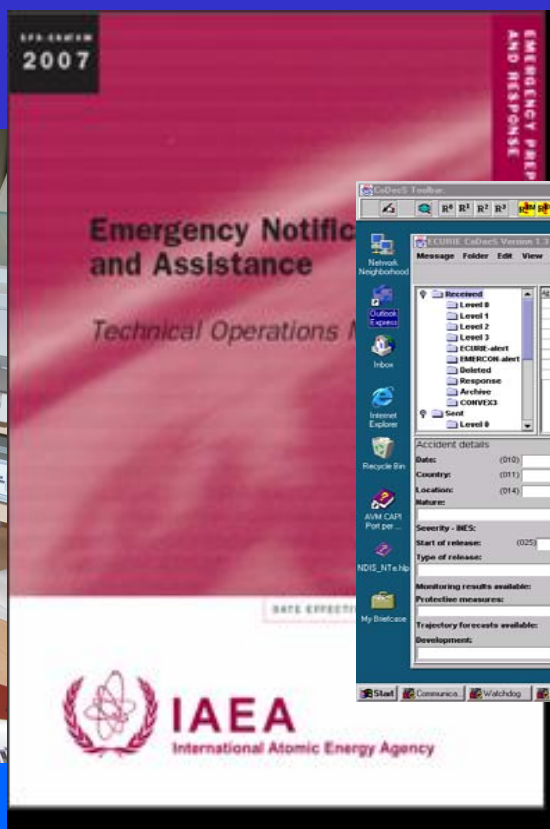 2007
EMERGENCY PREP
AND RESPONSE
Emergency Notific
and Assistance
Technical Operations M
DATE EFFECTI
IAEA
International Atomic Energy Agency
CoDecS Toolbar.
R⁰ R¹ R² R³
ECURIE CoDecS Version 1.3
Message Folder Edit View
Network
Neighborhood
Outlook
Express
Inbox
Internet
Explorer
Recycle Bin
AVM CAPI
Port per ...
NDIS_NTe.hlp
My Briefcase
Received
Level 0
Level 1
Level 2
Level 3
ECURIE-alert
EMERCON-alert
Deleted
Response
Archive
CONVEX3
Sent
Level 0
Accident details
Date: (010)
Country: (011)
Location: (014)
Nature:
Severity - INES:
Start of release: (025)
Type of release:
Monitoring results available:
Protective measures:
Trajectory forecasts available:
Development:
Start Communica... Watchdog